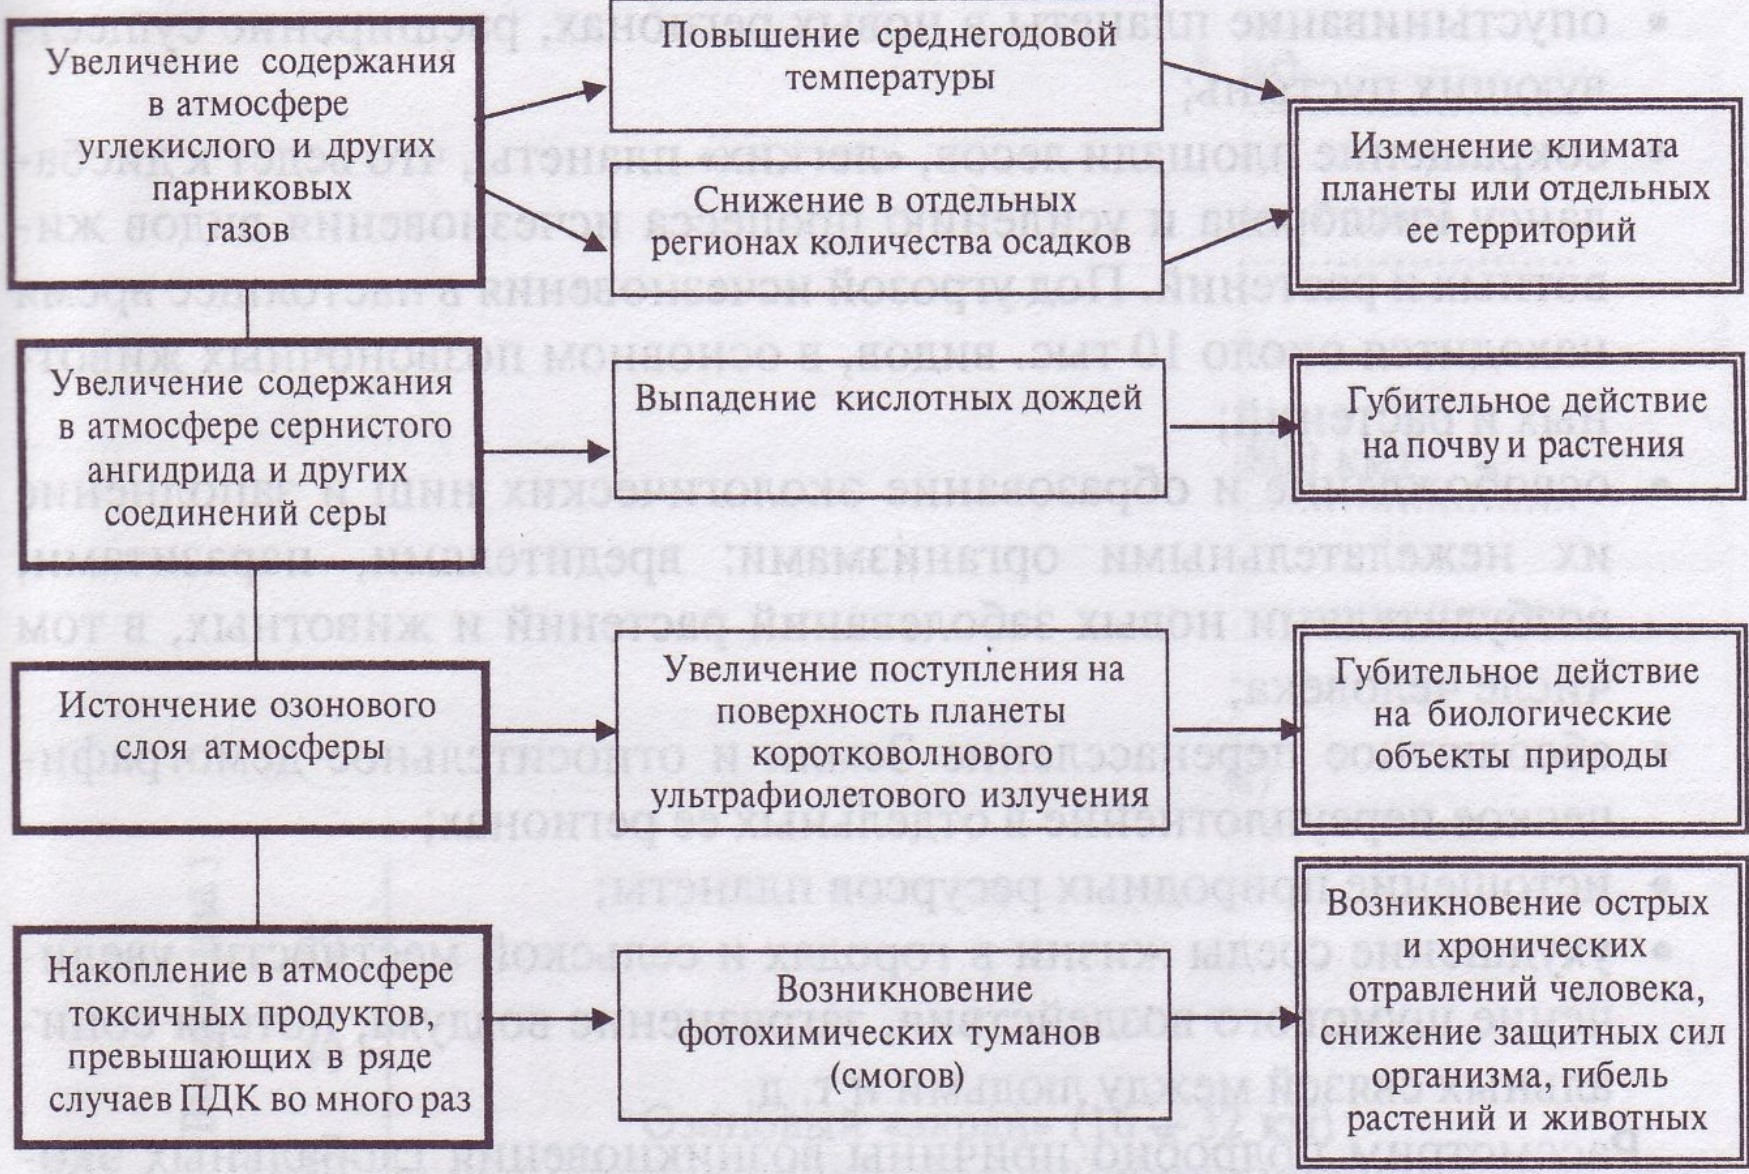 Увеличение содержания
в атмосфере
углекислого и других
парниковых
газов
Повышение среднегодовой
температуры
Снижение в отдельных
регионах количества осадков
Изменение климата
планеты или отдельных
ее территорий
Увеличение содержания
в атмосфере сернистого
ангидрида и других
соединений серы
Выпадение кислотных дождей
Губительное действие
на почву и растения
Истончение озонового
слоя атмосферы
Увеличение поступления на
поверхность планеты
коротковолнового
ультрафиолетового излучения
Губительное действие
на биологические
объекты природы
Накопление в атмосфере
токсичных продуктов,
превышающих в ряде
случаев ПДК во много раз
Возникновение
фотохимических туманов
(смогов)
Возникновение острых
и хронических
отравлений человека,
снижение защитных сил
организма, гибель
растений и животных